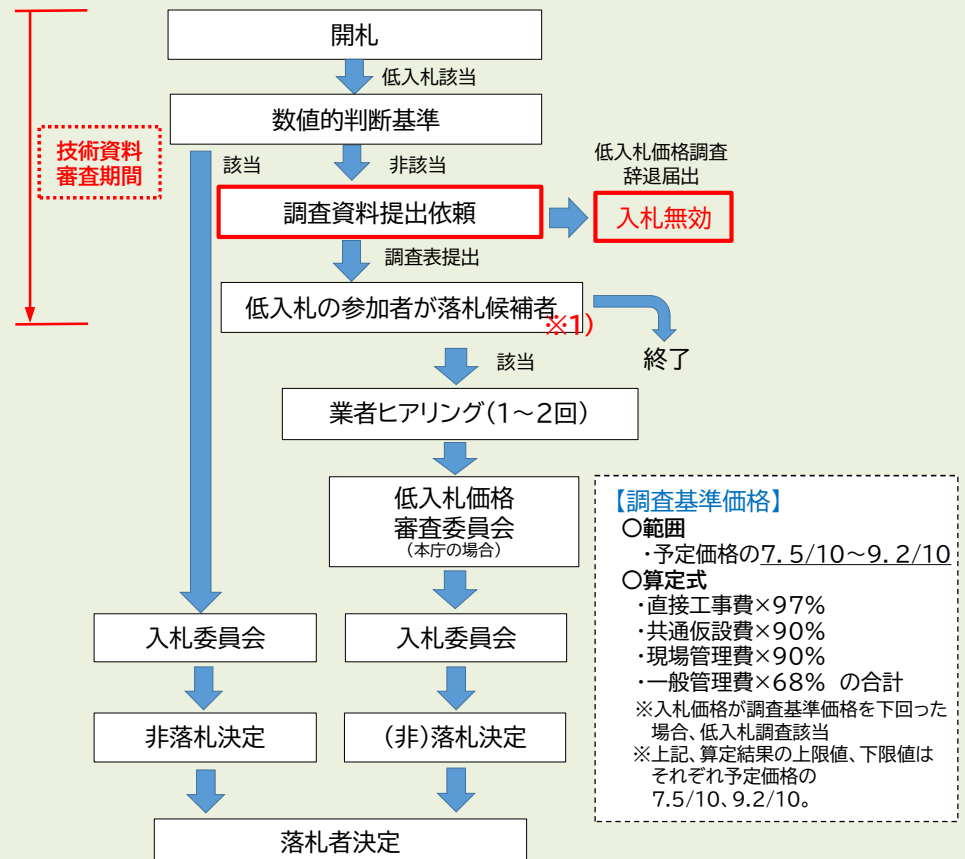 開札
低入札該当
数値的判断基準
技術資料
審査期間
該当
非該当
低入札価格調査
辞退届出
調査資料提出依頼
入札無効
調査表提出
低入札の参加者が落札候補者
※1)
終了
該当
業者ヒアリング(1～2回)
低入札価格
審査委員会
(本庁の場合)
【調査基準価格】
〇範囲
・予定価格の7.5/10～9.2/10
〇算定式
・直接工事費×97%
・共通仮設費×90%
・現場管理費×90%
・一般管理費×68% の合計
※入札価格が調査基準価格を下回った
場合、低入札調査該当
※上記、算定結果の上限値、下限値は
それぞれ予定価格の
7.5/10、9.2/10。
入札委員会
入札委員会
非落札決定
(非)落札決定
落札者決定